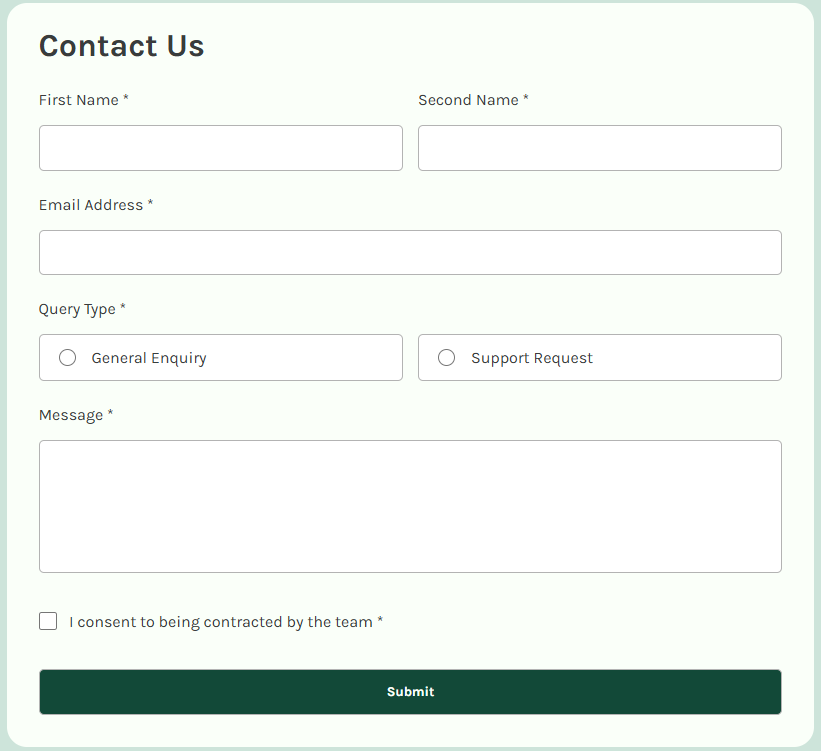 Contact Us
First Name * Second Name *
Email Address *
Query Type *
General Enquiry Support Request
Message *
I consent to being contracted by the team *
Submit